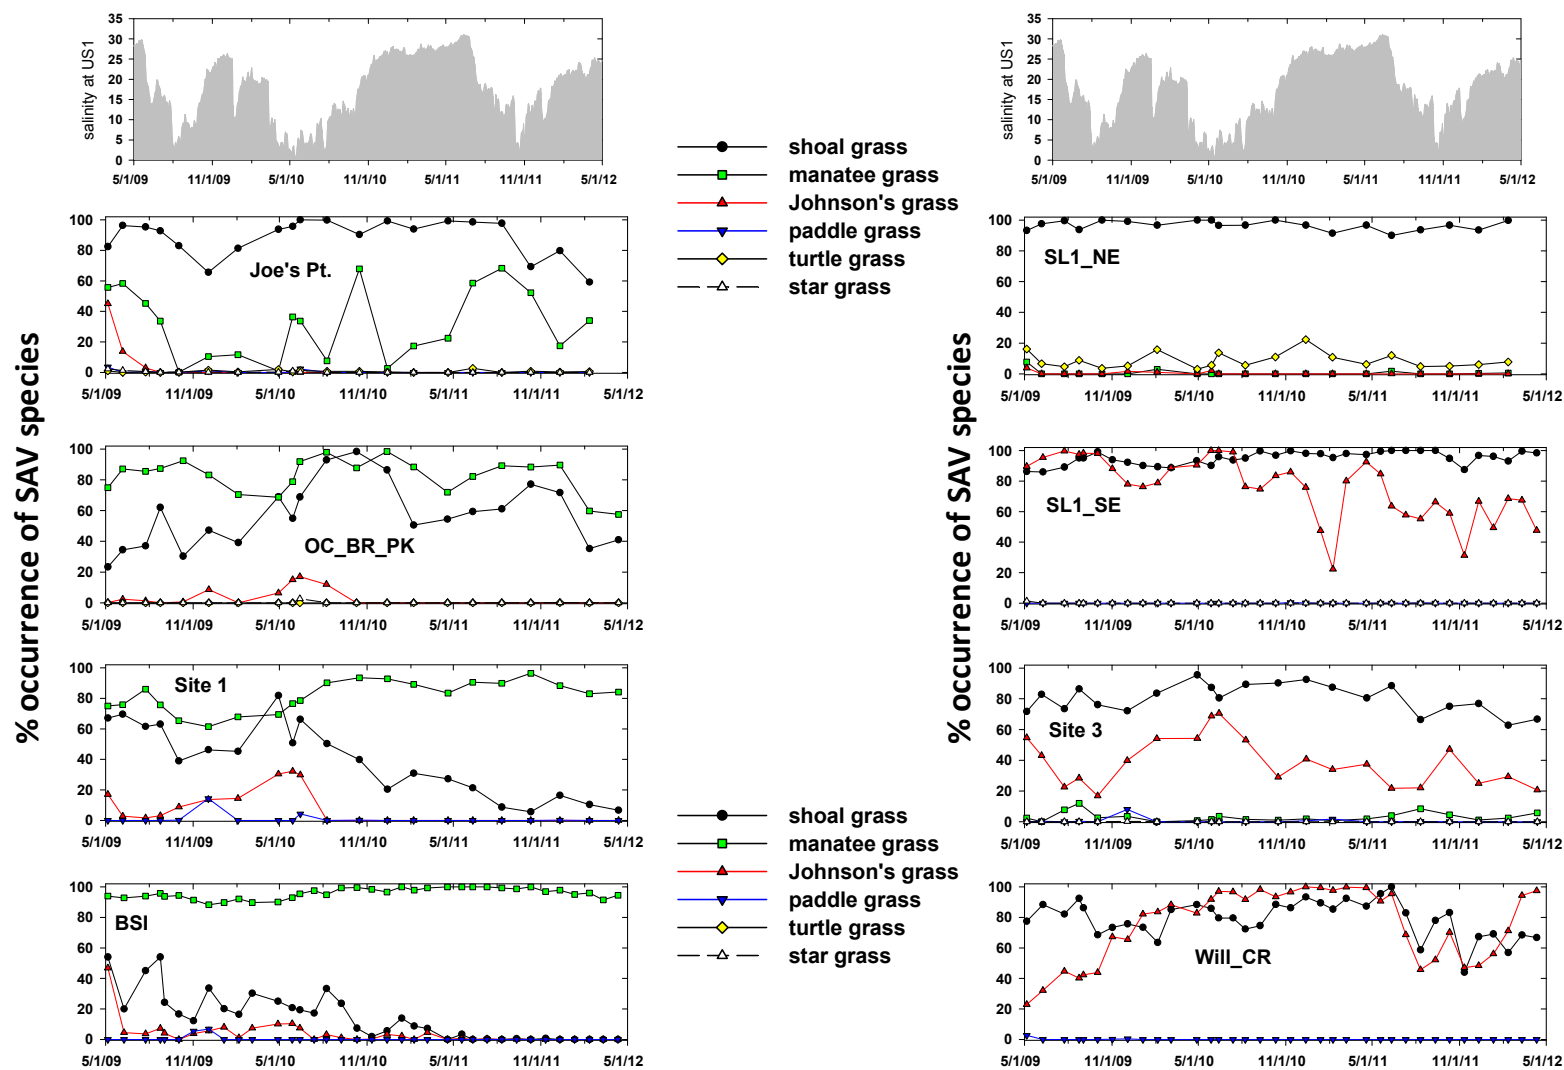 35
30
25
20
15
10
5
0
salinity at US1
5/1/09 11/1/09 5/1/10 11/1/10 5/1/11 11/1/11 5/1/12
% occurrence of SAV species
100
80
60
40
20
0
Joe's Pt.
5/1/09 11/1/09 5/1/10 11/1/10 5/1/11 11/1/11 5/1/12
100
80
60
40
20
0
OC_BR_PK
5/1/09 11/1/09 5/1/10 11/1/10 5/1/11 11/1/11 5/1/12
100
80
60
40
20
0
Site 1
5/1/09 11/1/09 5/1/10 11/1/10 5/1/11 11/1/11 5/1/12
100
80
60
40
20
0
BSI
5/1/09 11/1/09 5/1/10 11/1/10 5/1/11 11/1/11 5/1/12
shoal grass
manatee grass
Johnson's grass
paddle grass
turtle grass
star grass
shoal grass
manatee grass
Johnson's grass
paddle grass
turtle grass
star grass
35
30
25
20
15
10
5
0
salinity at US1
5/1/09 11/1/09 5/1/10 11/1/10 5/1/11 11/1/11 5/1/12
% occurrence of SAV species
100
80
60
40
20
0
SL1_NE
5/1/09 11/1/09 5/1/10 11/1/10 5/1/11 11/1/11 5/1/12
100
80
60
40
20
0
SL1_SE
5/1/09 11/1/09 5/1/10 11/1/10 5/1/11 11/1/11 5/1/12
100
80
60
40
20
0
Site 3
5/1/09 11/1/09 5/1/10 11/1/10 5/1/11 11/1/11 5/1/12
100
80
60
40
20
0
Will_CR
5/1/09 11/1/09 5/1/10 11/1/10 5/1/11 11/1/11 5/1/12